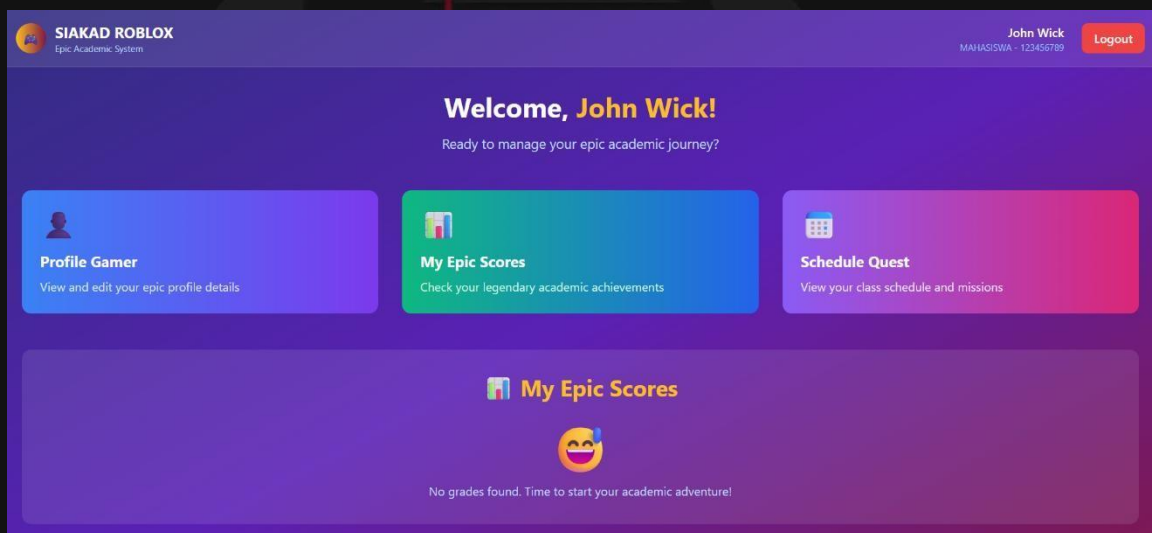 SIAKAD ROBLOX
Epic Academic System
John Wick
MAHASISWA - 123456789
Logout
Welcome, John Wick!
Ready to manage your epic academic journey?
Profile Gamer
View and edit your epic profile details
My Epic Scores
Check your legendary academic achievements
Schedule Quest
View your class schedule and missions
My Epic Scores
No grades found. Time to start your academic adventure!